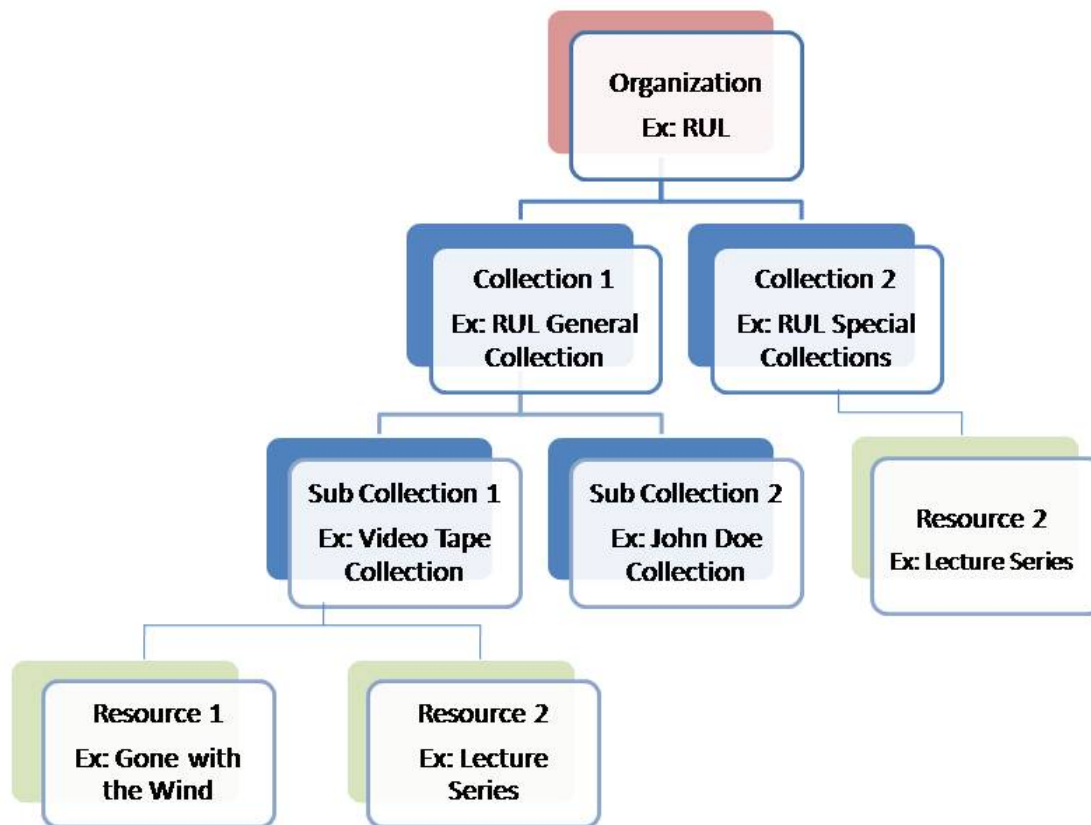 Organization
Ex: RUL
Collection 1
Ex: RUL General
Collection
Collection 2
Ex: RUL Special
Collections
Sub Collection 1
Ex: Video Tape
Collection
Sub Collection 2
Ex: John Doe
Collection
Resource 2
Ex: Lecture Series
Resource 1
Ex: Gone with
the Wind
Resource 2
Ex: Lecture
Series